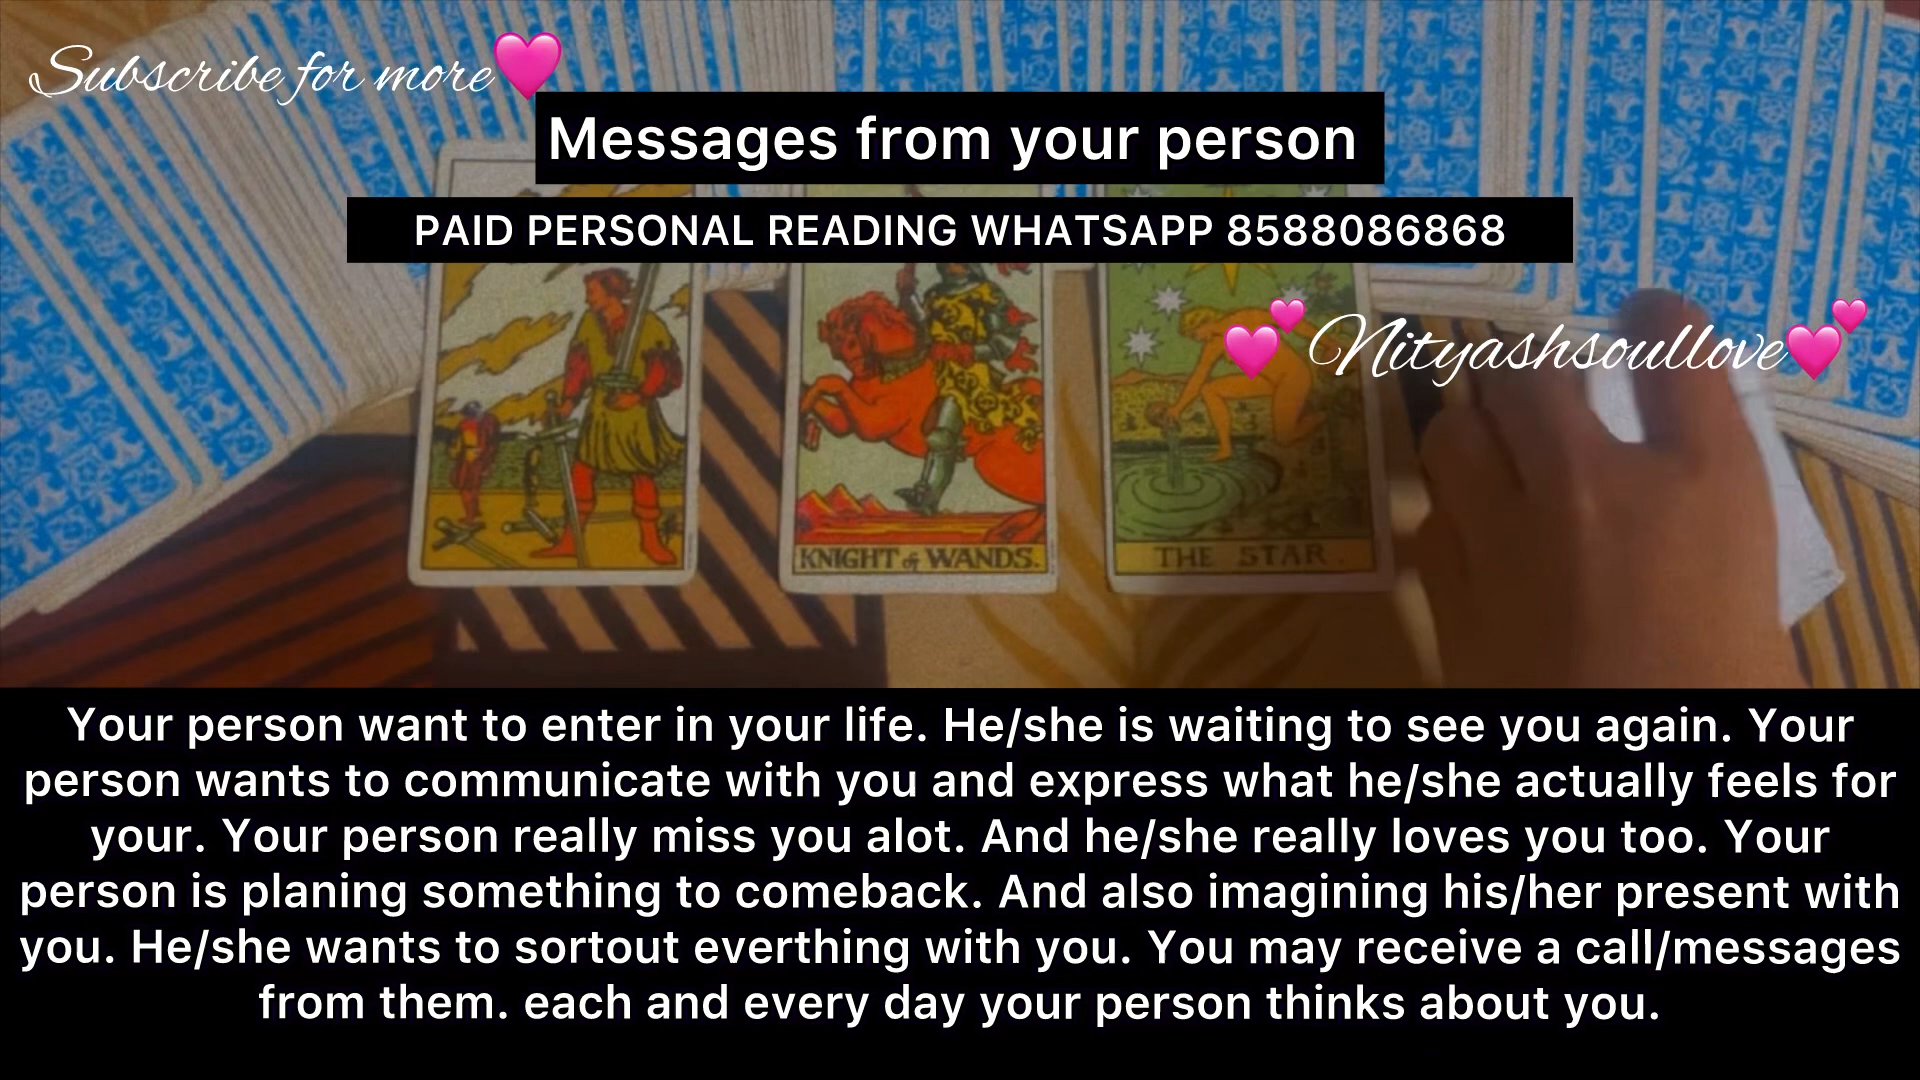 Subscribe for more
Messages from your person
PAID PERSONAL READING WHATSAPP 8588086868
Nityashsoullove
KNIGHT of WANDS.
THE STAR.
Your person want to enter in your life. He/she is waiting to see you again. Your
person wants to communicate with you and express what he/she actually feels for
your. Your person really miss you alot. And he/she really loves you too. Your
person is planing something to comeback. And also imagining his/her present with
you. He/she wants to sortout everthing with you. You may receive a call/messages
from them. each and every day your person thinks about you.